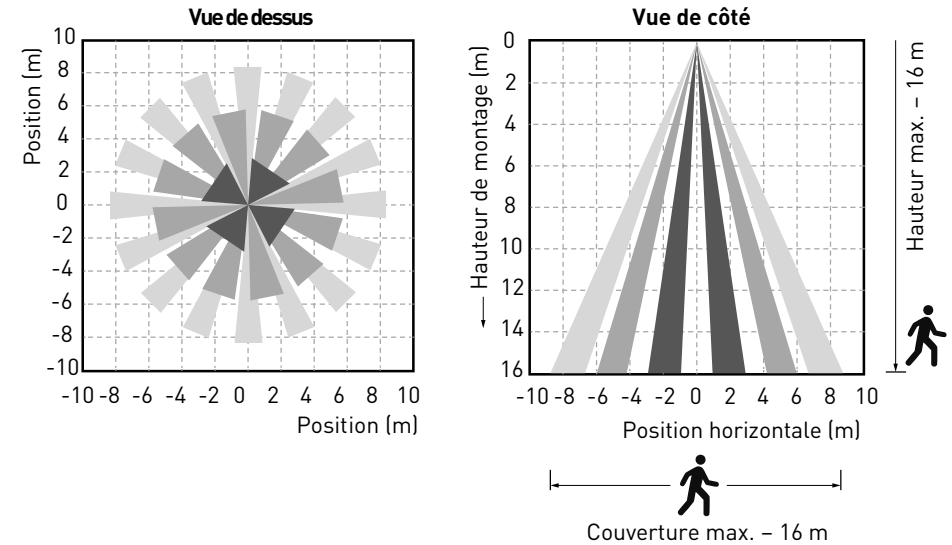 Vue de dessus
Position (m)
10
8
6
4
2
0
-2
-4
-6
-8
-10
-10 -8 -6 -4 -2 0 2 4 6 8 10
Position (m)
Vue de côté
Hauteur de montage (m)
0
2
4
6
8
10
12
14
16
-10 -8 -6 -4 -2 0 2 4 6 8 10
Position horizontale (m)
Hauteur max. – 16 m
Couverture max. – 16 m